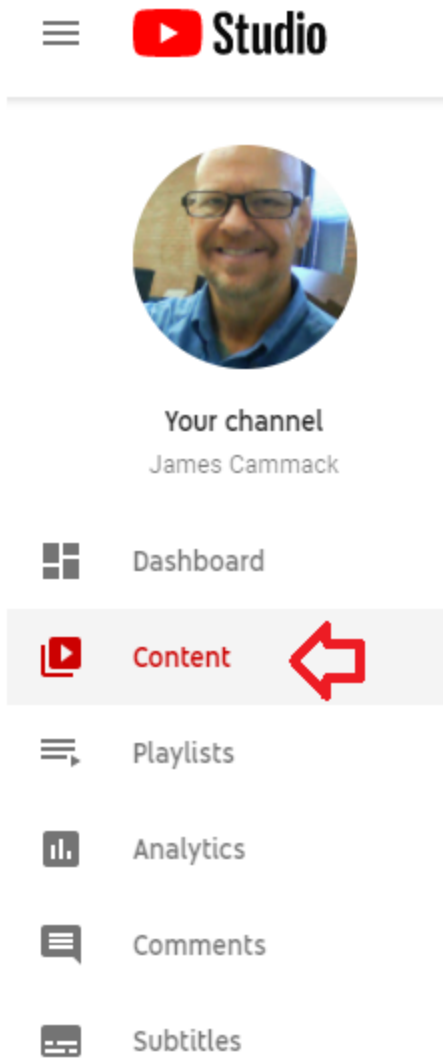 Studio
Your channel
James Cammack
Dashboard
Content
Playlists
Analytics
Comments
Subtitles